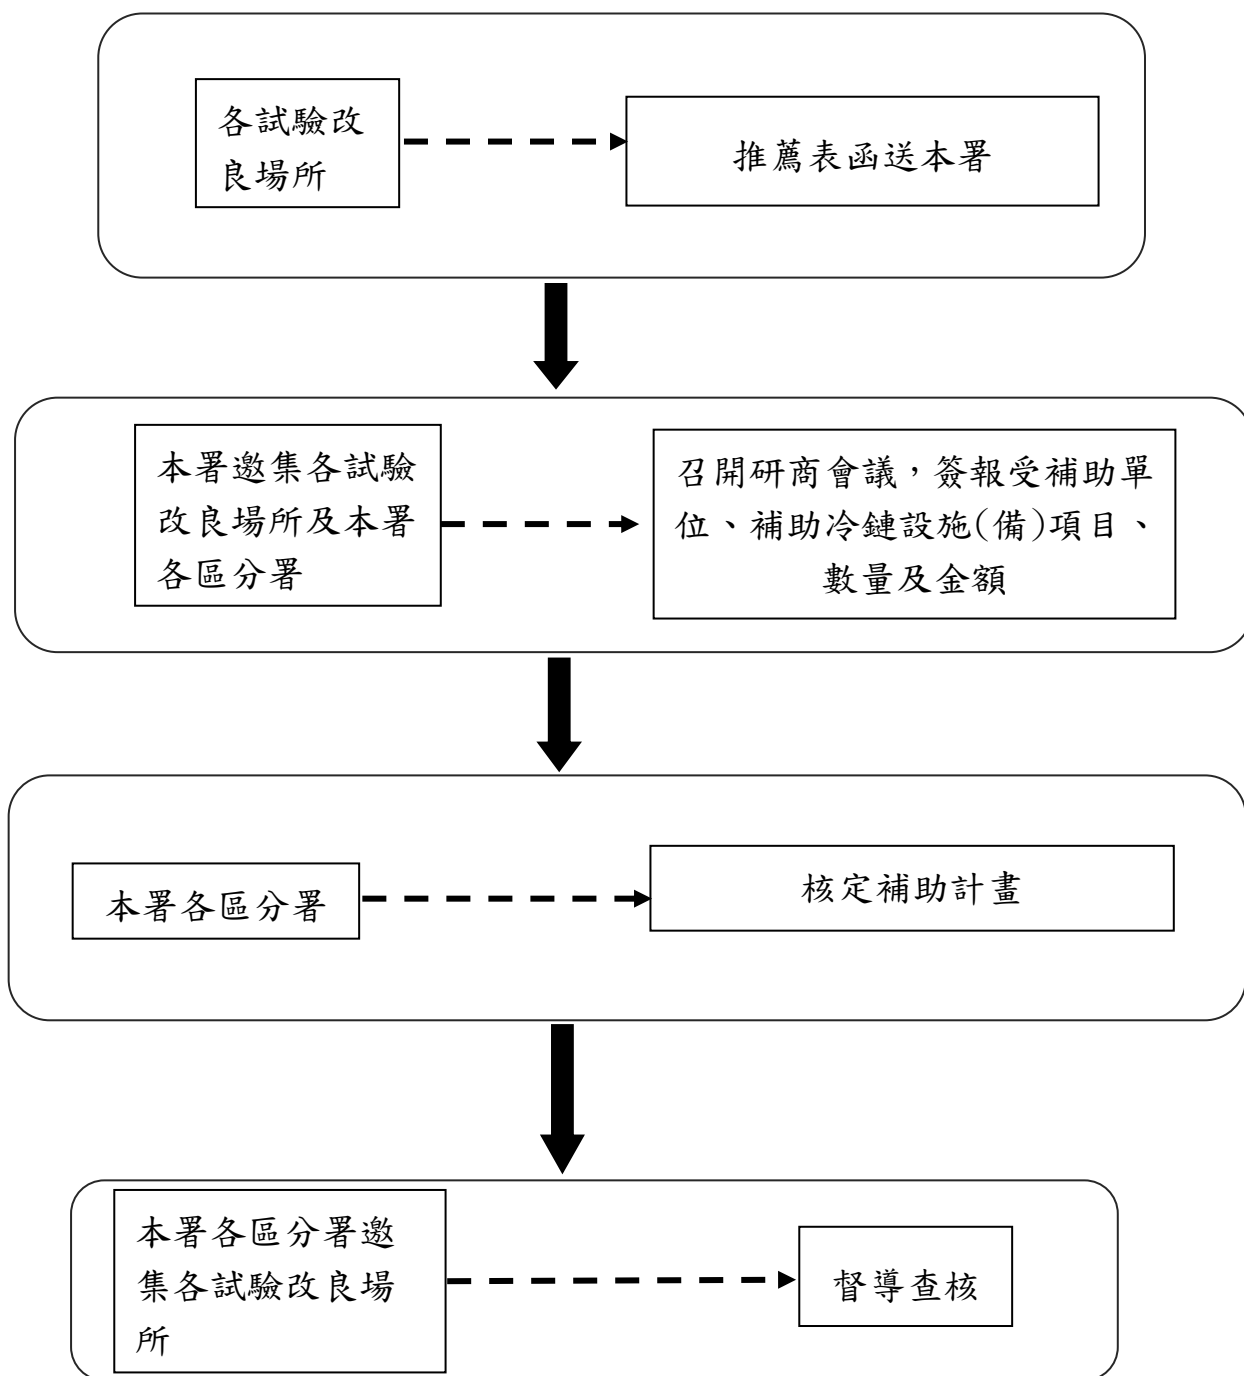 各試驗改
良場所
推薦表函送本署
本署邀集各試驗
改良場所及本署
各區分署
召開研商會議，簽報受補助單
位、補助冷鏈設施(備)項目、
數量及金額
本署各區分署
核定補助計畫
本署各區分署邀
集各試驗改良場
所
督導查核